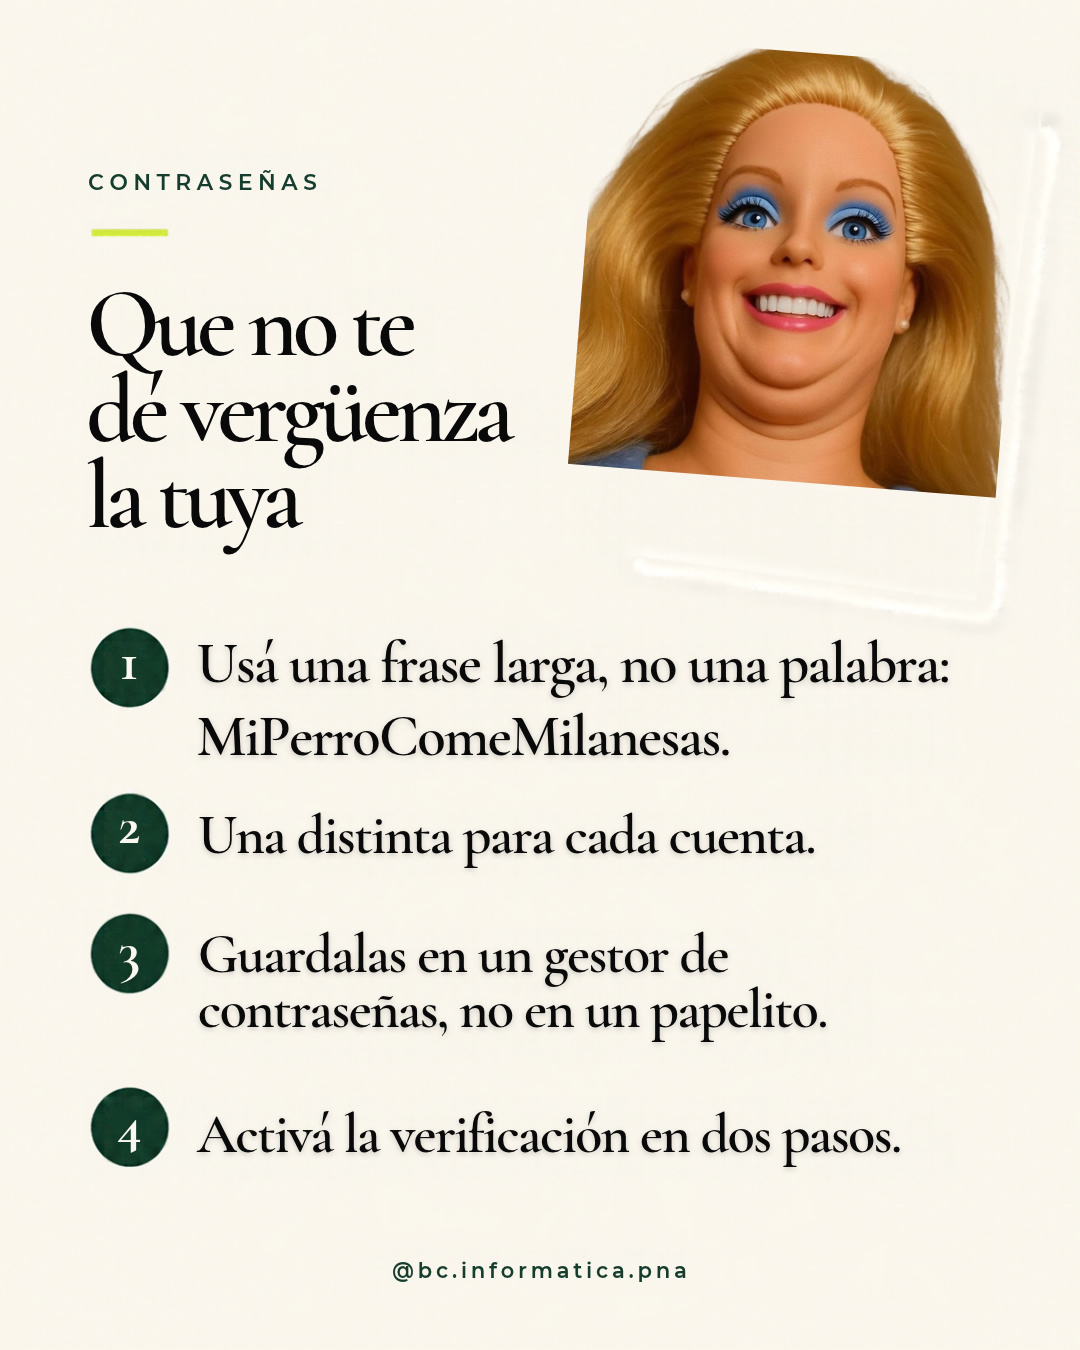 CONTRASEÑAS
Que no te
dé vergüenza
la tuya
1 Usá una frase larga, no una palabra:
MiPerroComeMilanesas.
2 Una distinta para cada cuenta.
3 Guardalas en un gestor de
contraseñas, no en un papelito.
4 Activá la verificación en dos pasos.
@bc.informatica.pna